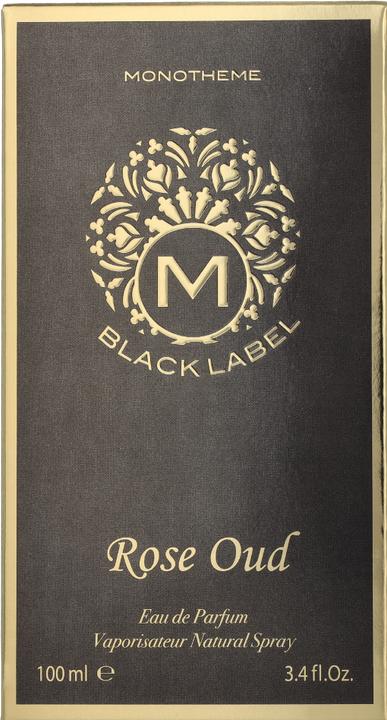 MONOTHEME
M
BLACK LABEL
Rose Oud
Eau de Parfum
Vaporisateur Natural Spray
100 ml ℮ 3.4 fl.Oz.